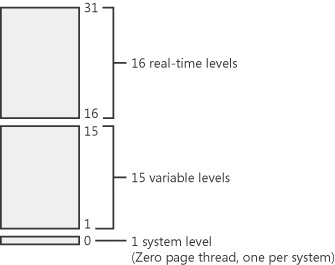 31
16 real-time levels
16
15
15 variable levels
1
0
1 system level
(Zero page thread, one per system)